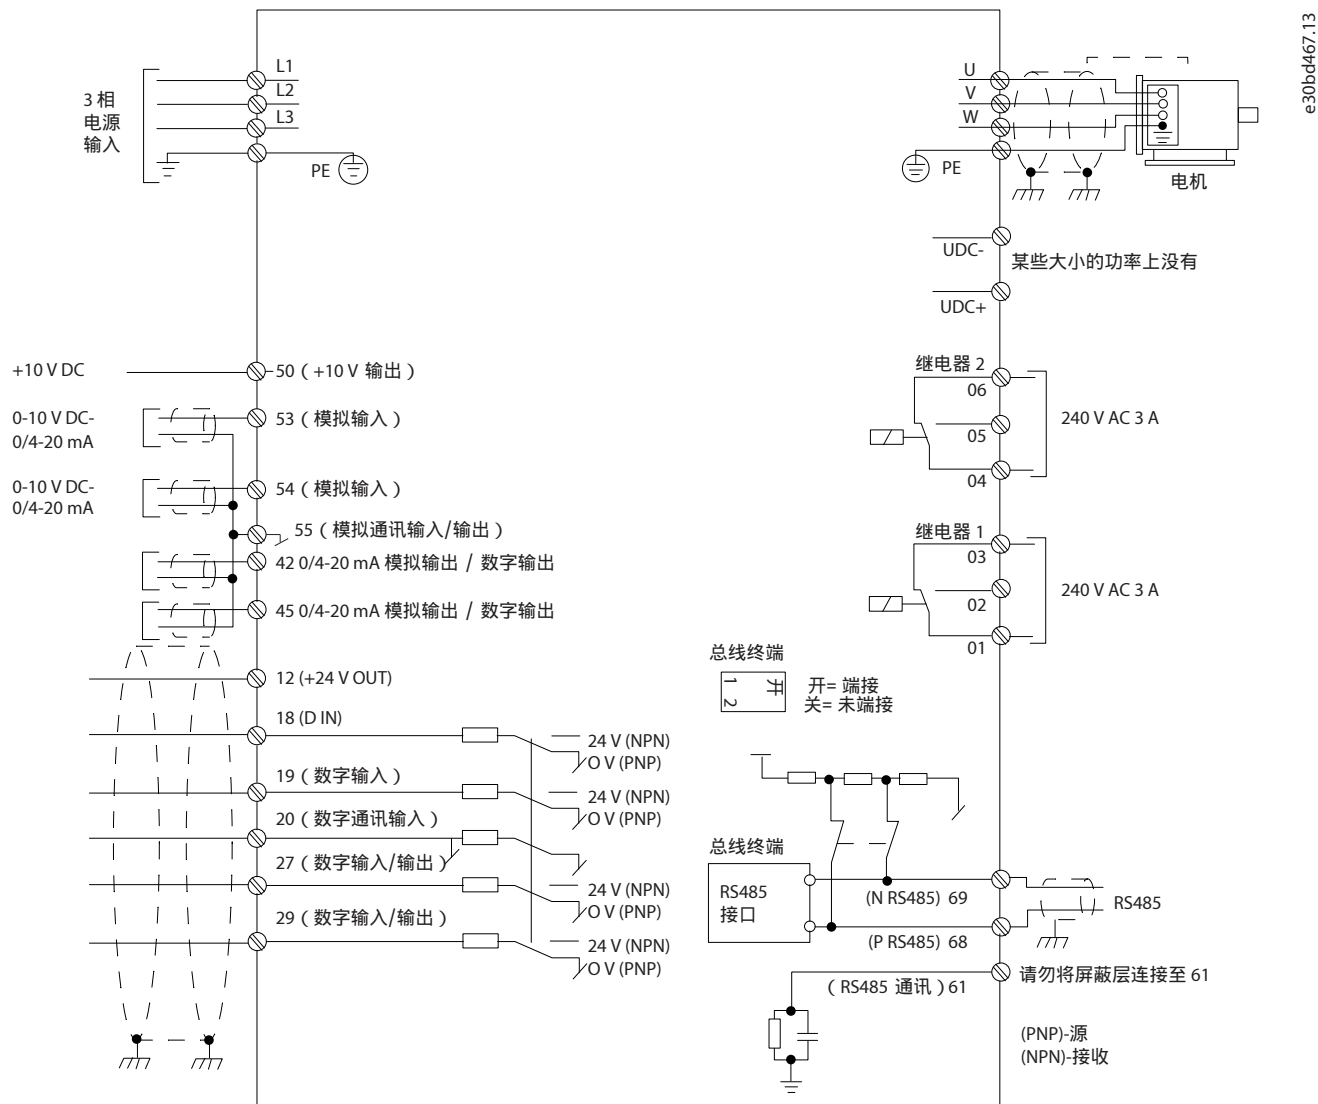 e30bd467.13
L1
L2
L3
3 相
电源
输入
PE
U
V
W
PE
电机
UDC-
某些大小的功率上没有
UDC+
+10 V DC
50（+10 V 输出）
0-10 V DC-
0/4-20 mA
53（模拟输入）
0-10 V DC-
0/4-20 mA
54（模拟输入）
55（模拟通讯输入/输出）
42 0/4-20 mA 模拟输出 / 数字输出
45 0/4-20 mA 模拟输出 / 数字输出
12 (+24 V OUT)
18 (D IN)
24 V (NPN)
O V (PNP)
19（数字输入）
24 V (NPN)
O V (PNP)
20（数字通讯输入）
27（数字输入/输出）
24 V (NPN)
O V (PNP)
29（数字输入/输出）
24 V (NPN)
O V (PNP)
继电器 2
06
05
04
240 V AC 3 A
继电器 1
03
02
01
240 V AC 3 A
总线终端
1
2
开
开= 端接
关= 未端接
总线终端
RS485
接口
(N RS485) 69
(P RS485) 68
RS485
（RS485 通讯）61
请勿将屏蔽层连接至 61
(PNP)-源
(NPN)-接收